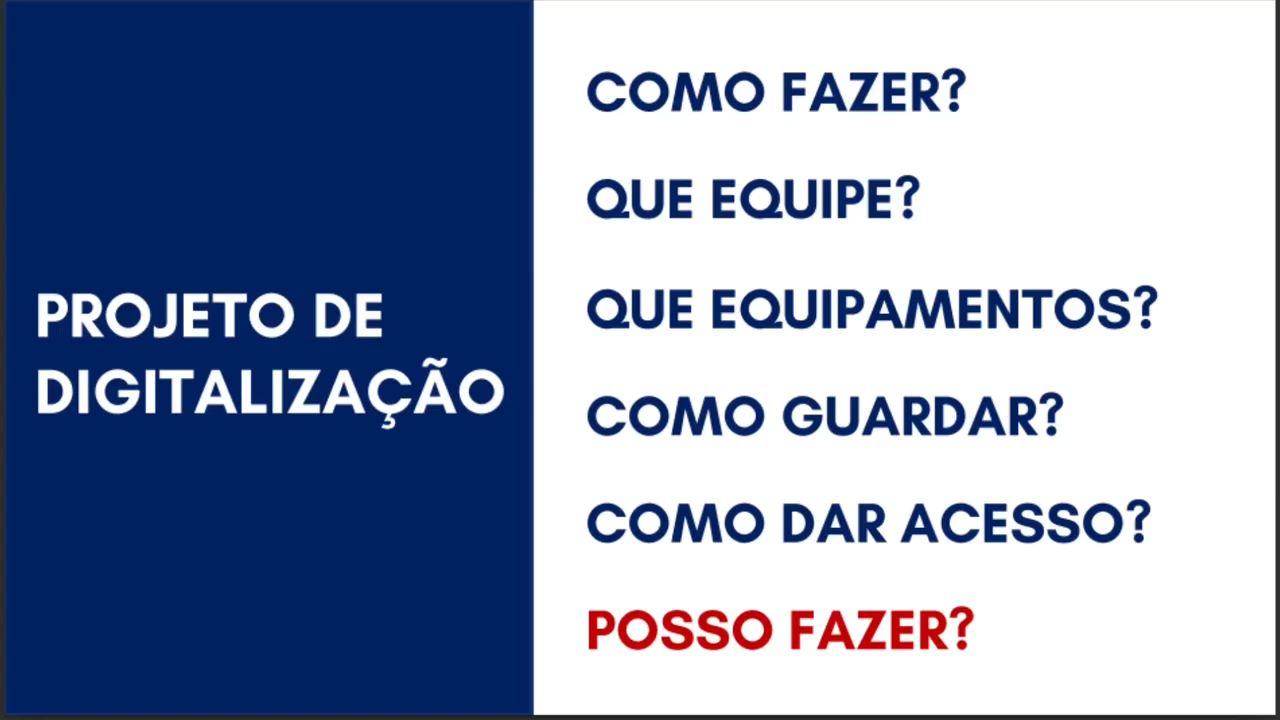 PROJETO DE
DIGITALIZAÇÃO
COMO FAZER?
QUE EQUIPE?
QUE EQUIPAMENTOS?
COMO GUARDAR?
COMO DAR ACESSO?
POSSO FAZER?